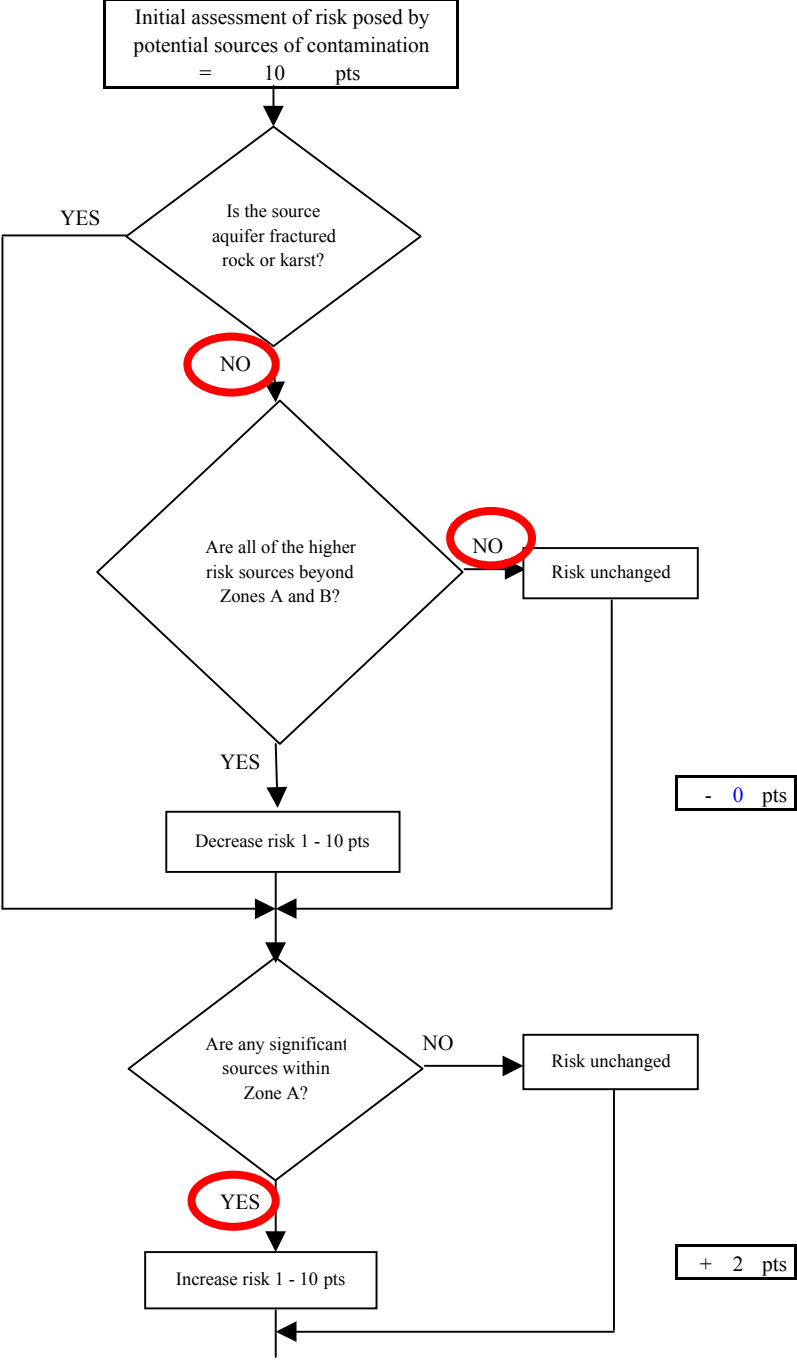 Initial assessment of risk posed by
potential sources of contamination
= 10 pts
YES
Is the source
aquifer fractured
rock or karst?
NO
Are all of the higher
risk sources beyond
Zones A and B?
NO
Risk unchanged
YES
- 0 pts
Decrease risk 1 - 10 pts
Are any significant
sources within
Zone A?
NO
Risk unchanged
YES
+ 2 pts
Increase risk 1 - 10 pts